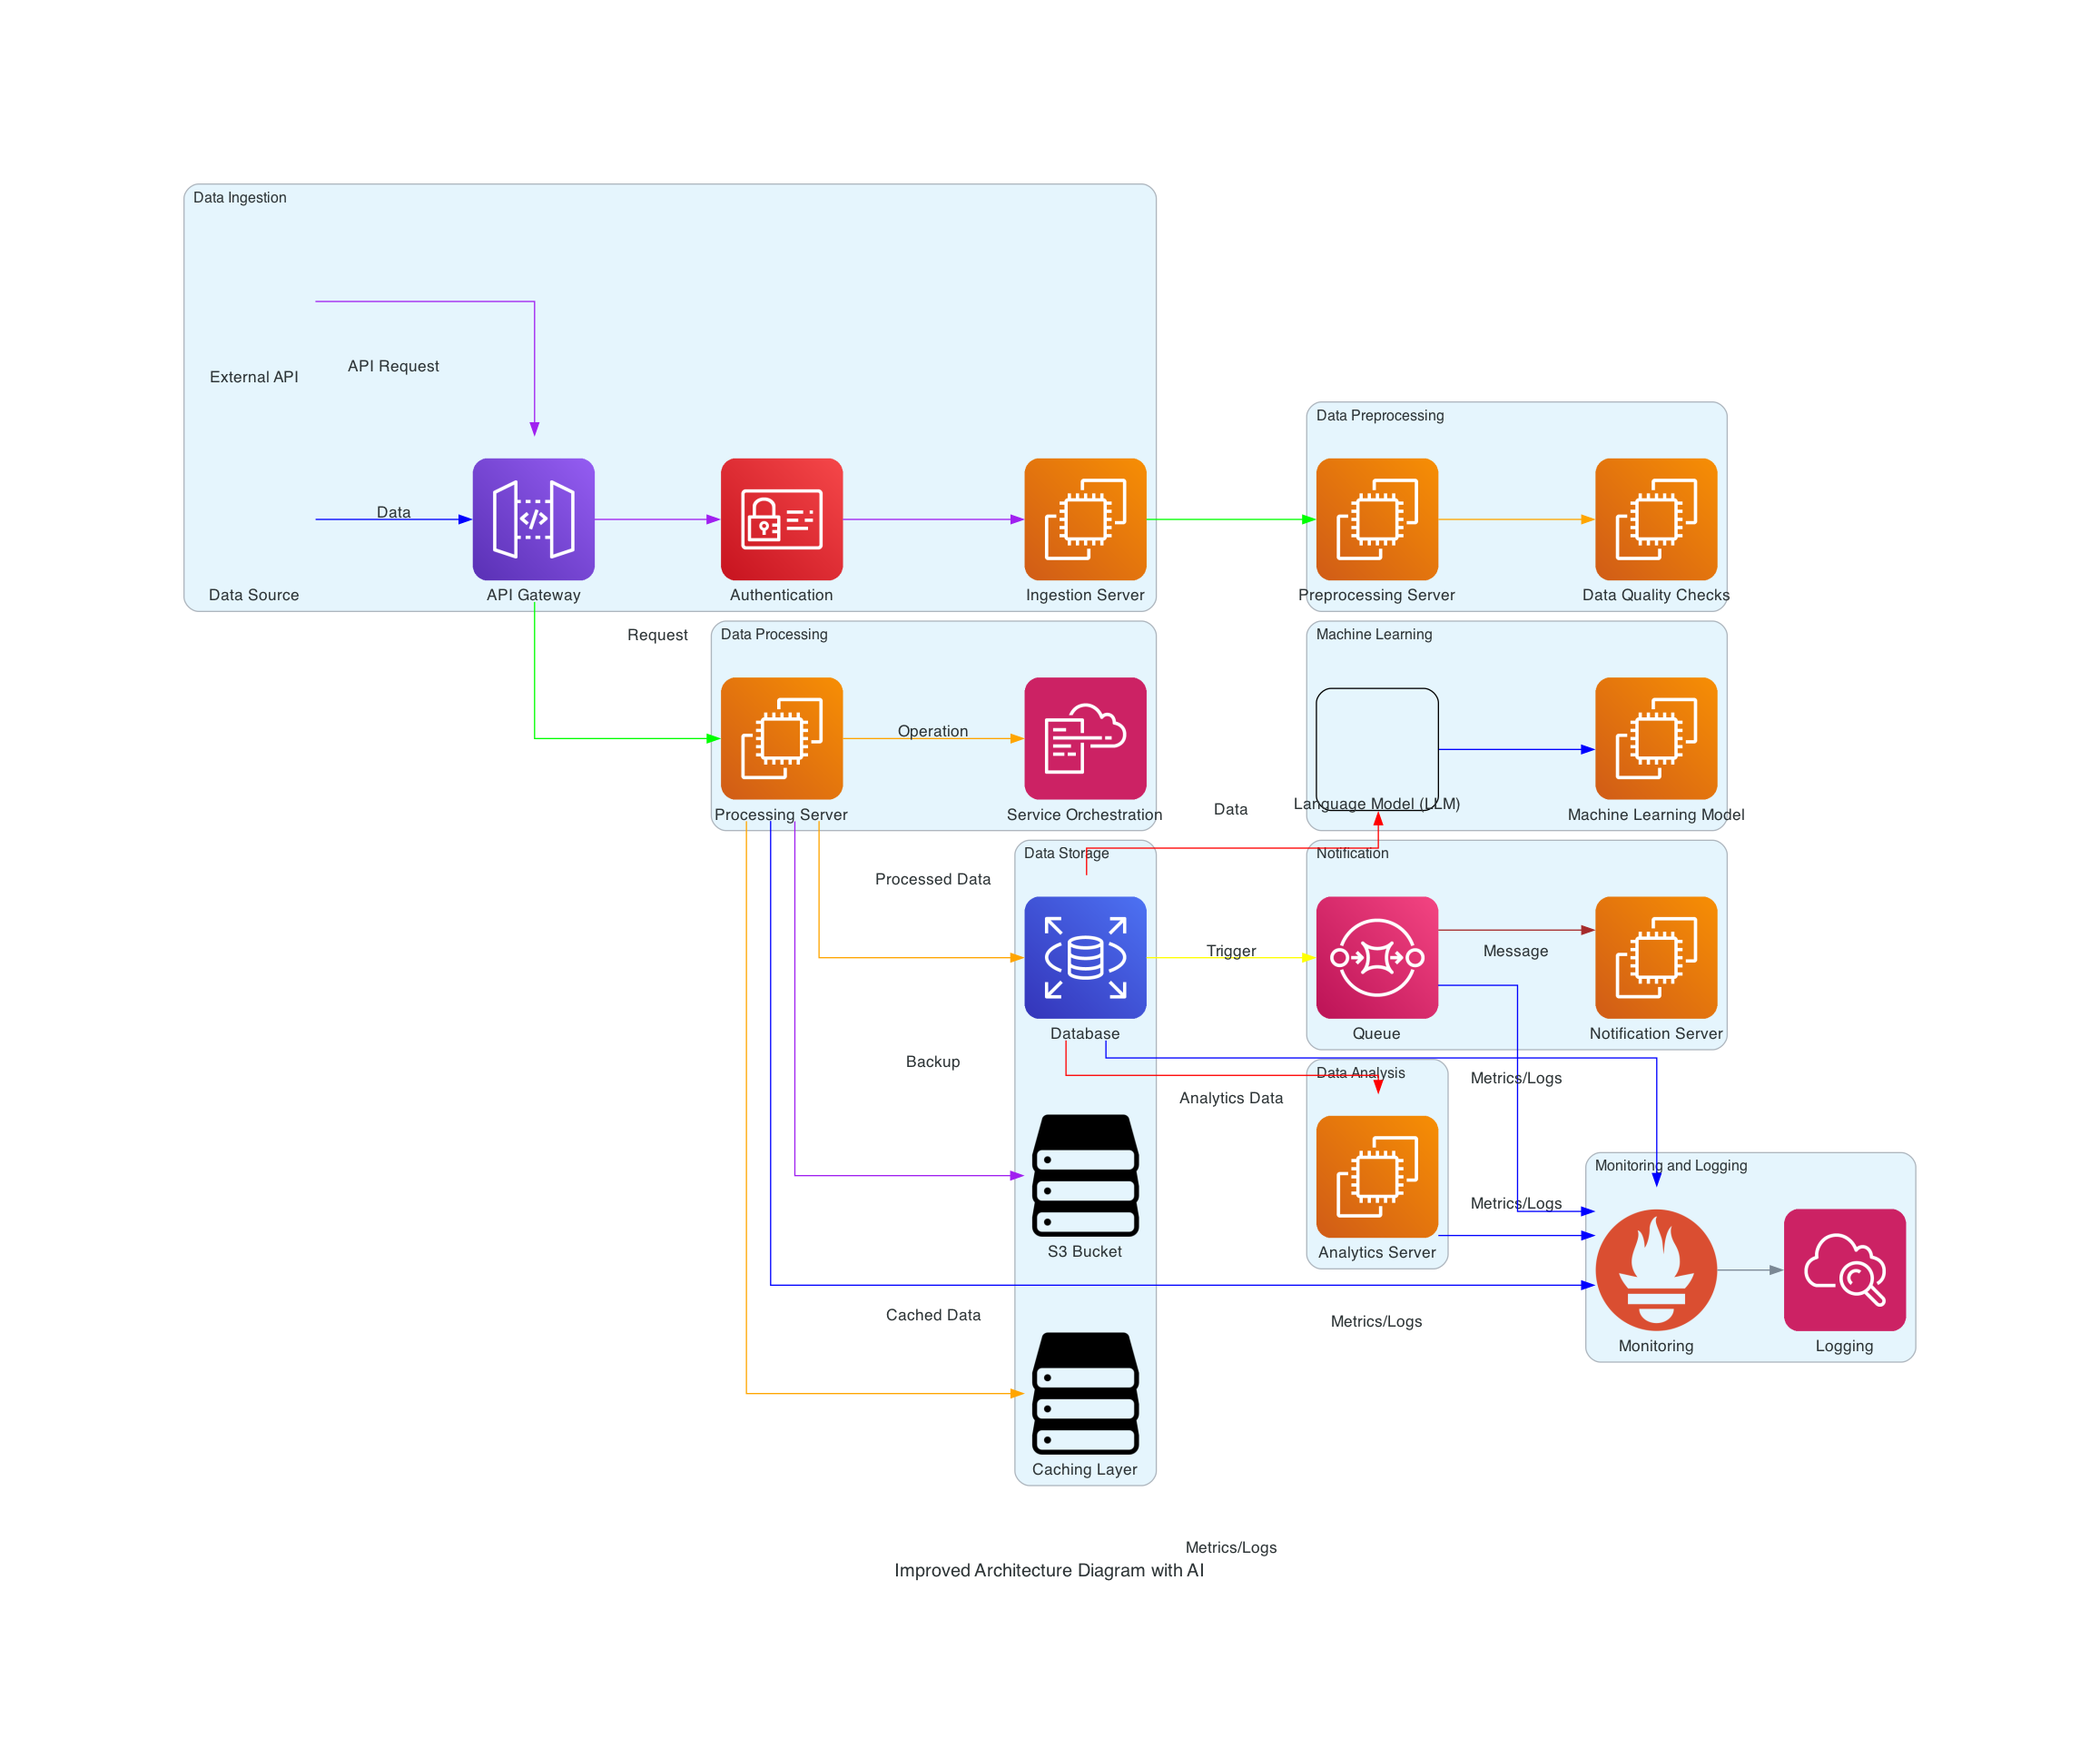 Data Ingestion
API Request
External API
Data
Data Source
API Gateway
Authentication
Ingestion Server
Data Preprocessing
Preprocessing Server
Data Quality Checks
Request
Data Processing
Operation
Processing Server
Service Orchestration
Machine Learning
Data
Language Model (LLM)
Machine Learning Model
Processed Data
Data Storage
Notification
Trigger
Message
Database
Queue
Notification Server
Backup
Data Analysis
Metrics/Logs
Analytics Data
Monitoring and Logging
Metrics/Logs
S3 Bucket
Analytics Server
Cached Data
Metrics/Logs
Monitoring
Logging
Caching Layer
Metrics/Logs
Improved Architecture Diagram with AI